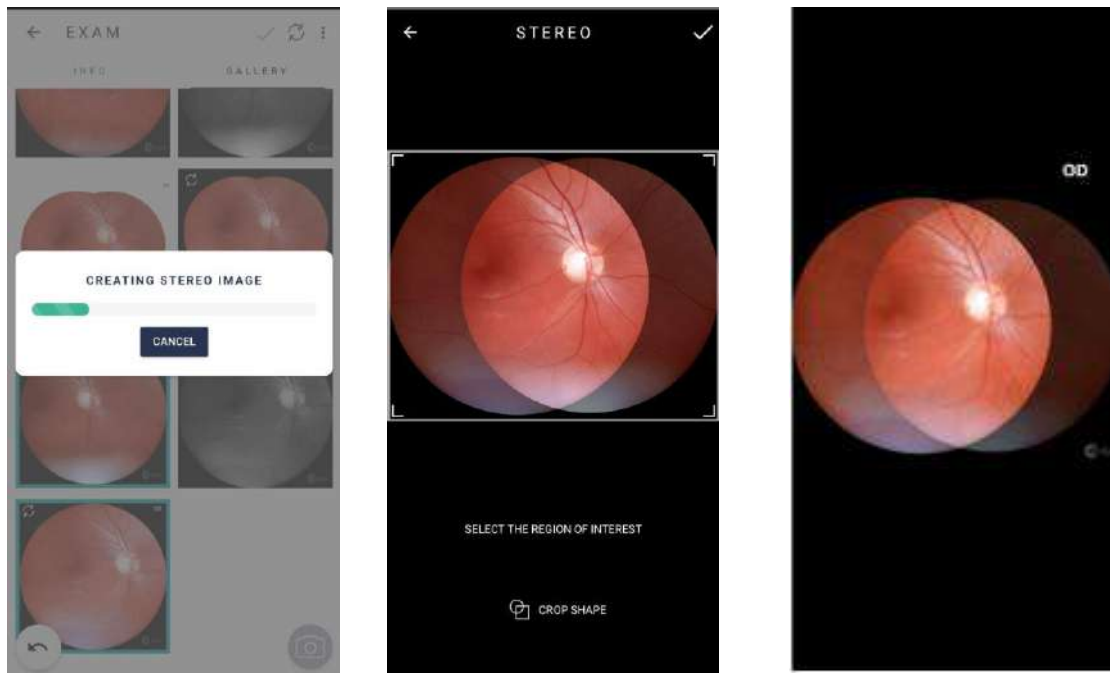 EXAM
INFO
GALLERY
CREATING STEREO IMAGE
CANCEL
STEREO
SELECT THE REGION OF INTEREST
CROP SHAPE
OD